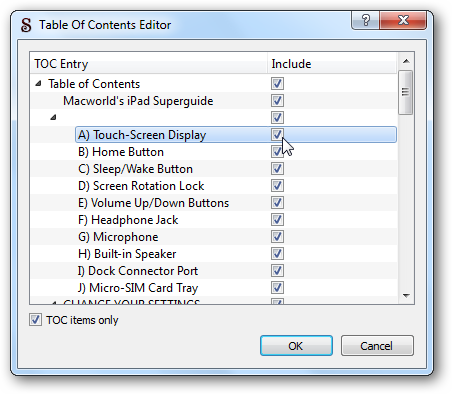 Table Of Contents Editor
TOC Entry Include
Table Of Contents
Macworld's iPad Superguide
A) Touch-Screen Display
B) Home Button
C) Sleep/Wake Button
D) Screen Rotation Lock
E) Volume Up/Down Buttons
F) Headphone Jack
G) Microphone
H) Built-in Speaker
I) Dock Connector Port
J) Micro-SIM Card Tray
CHANGE YOUR SETTINGS
TOC items only
OK Cancel